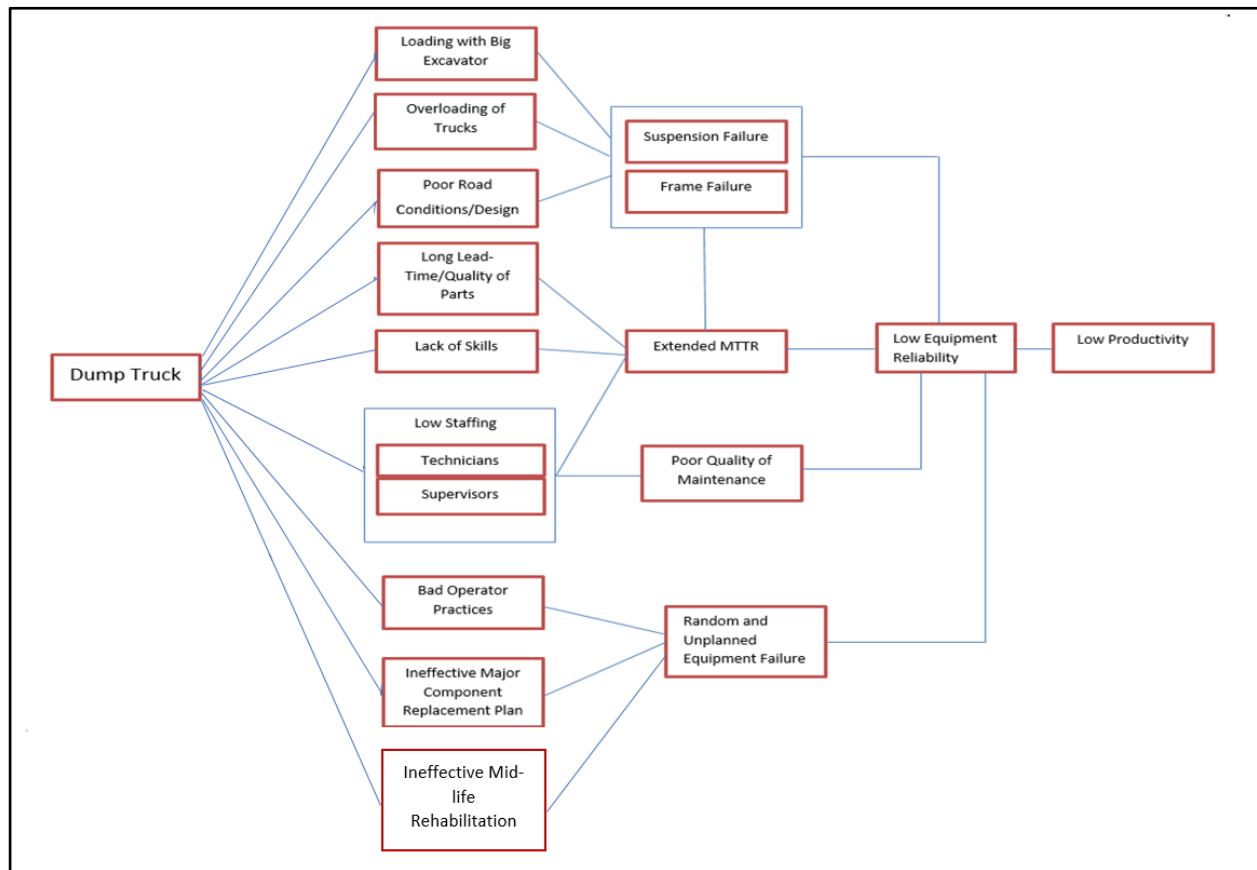 Loading with Big
Excavator
Overloading of
Trucks
Poor Road
Conditions/Design
Long Lead-
Time/Quality of
Parts
Lack of Skills
Dump Truck
Low Staffing
Technicians
Supervisors
Bad Operator
Practices
Ineffective Major
Component
Replacement Plan
Ineffective Mid-
life
Rehabilitation
Suspension Failure
Frame Failure
Extended MTTR
Poor Quality of
Maintenance
Random and
Unplanned
Equipment Failure
Low Equipment
Reliability
Low Productivity